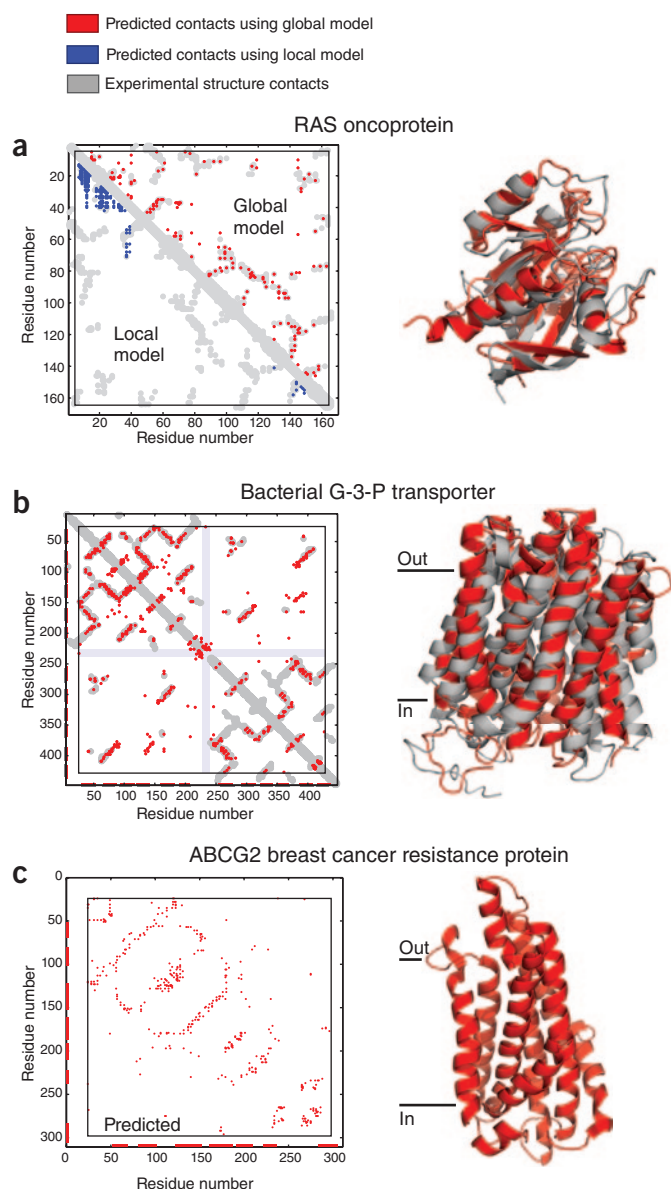 Predicted contacts using global model
Predicted contacts using local model
Experimental structure contacts
RAS oncoprotein
a
20
40
60
80
100
120
140
160
Residue number
Global
model
Local
model
20 40 60 80 100 120 140 160
Residue number
Bacterial G-3-P transporter
b
50
100
150
200
250
300
350
400
Residue number
50 100 150 200 250 300 350 400
Residue number
Out
In
ABCG2 breast cancer resistance protein
c
0
50
100
150
200
250
300
Residue number
Predicted
0 50 100 150 200 250 300
Residue number
Out
In